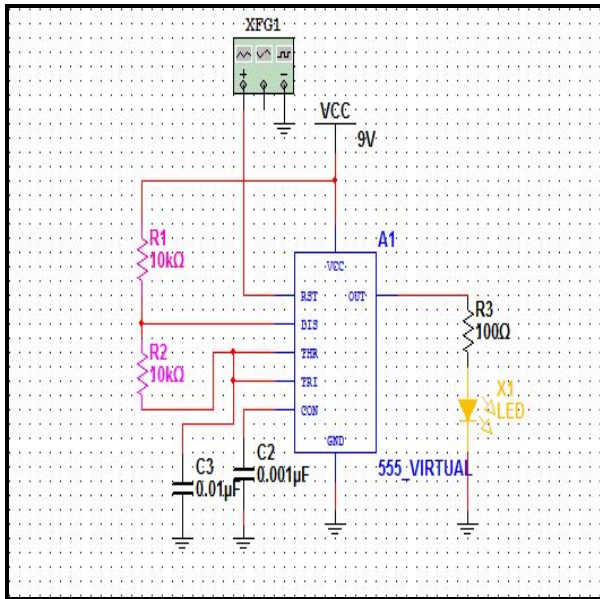 XFG1
VCC
9V
R1
10kΩ
A1
VCC
RST
OUT
DIS
R3
100Ω
R2
10kΩ
THR
TRI
X1
LED
CON
GND
C3
0.01µF
C2
0.001µF
555_VIRTUAL